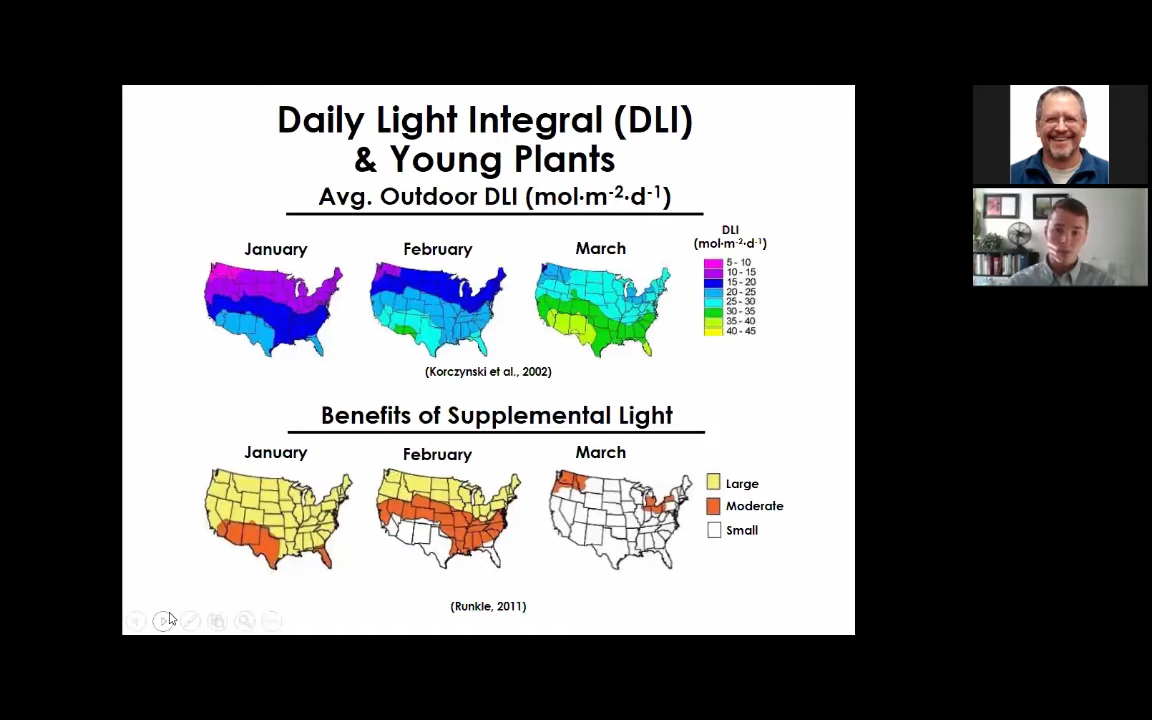 Daily Light Integral (DLI)
& Young Plants
Avg. Outdoor DLI (mol·m-2·d-1)
January
February
March
DLI
(mol·m-2·d-1)
5 - 10
10 - 15
15 - 20
20 - 25
25 - 30
30 - 35
35 - 40
40 - 45
(Korczynski et al., 2002)
Benefits of Supplemental Light
January
February
March
Large
Moderate
Small
(Runkle, 2011)